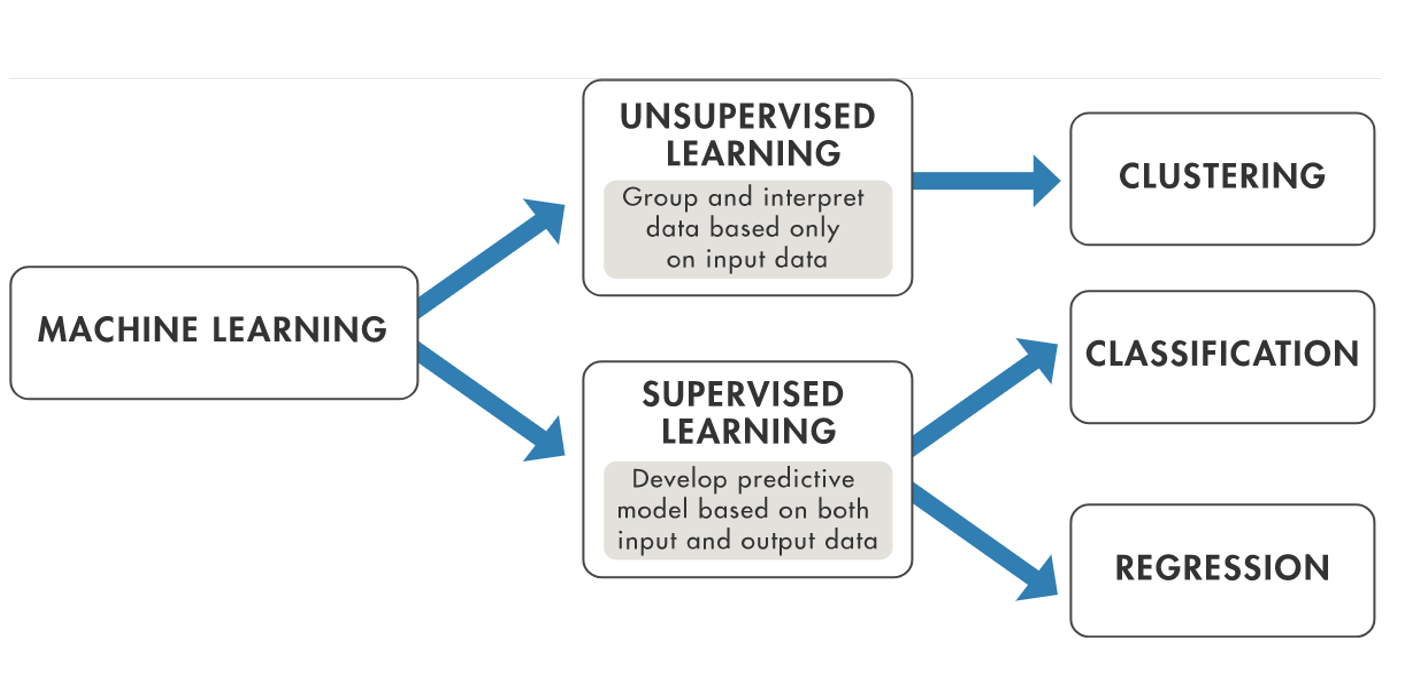 MACHINE LEARNING
UNSUPERVISED
LEARNING
Group and interpret
data based only
on input data
SUPERVISED
LEARNING
Develop predictive
model based on both
input and output data
CLUSTERING
CLASSIFICATION
REGRESSION